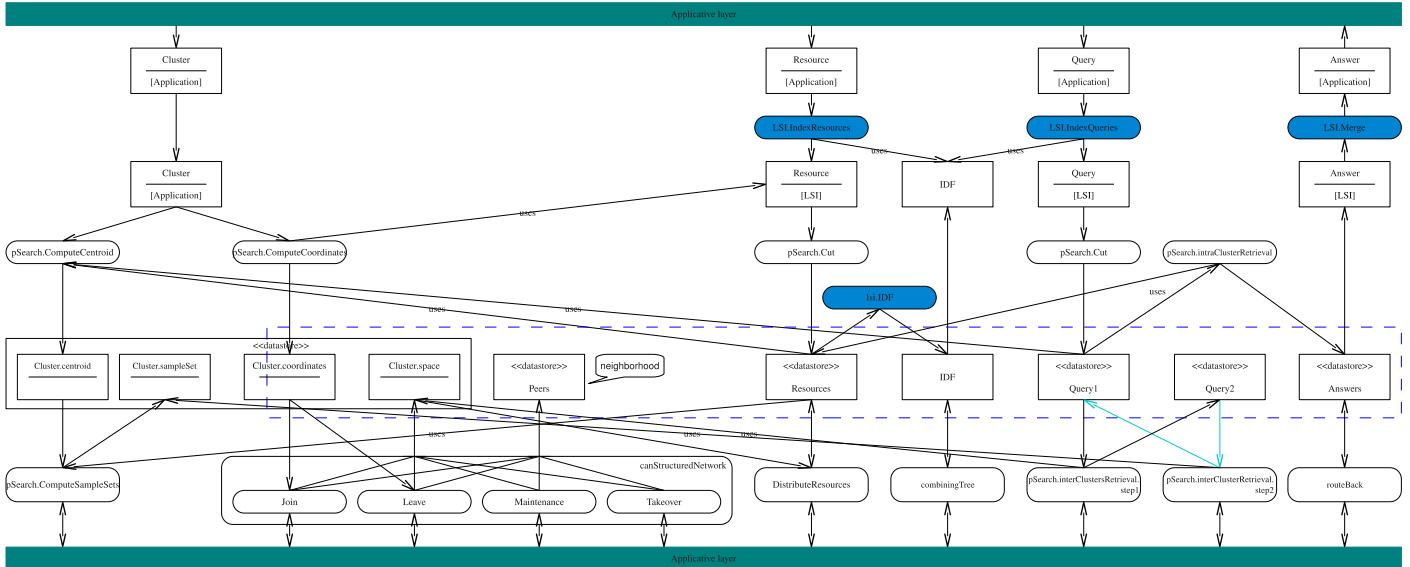 Applicative layer
Cluster
[Application]
Resource
[Application]
Query
[Application]
Answer
[Application]
LSI.IndexResources
LSI.IndexQueries
LSI.Merge
uses
uses
Cluster
[Application]
Resource
[LSI]
IDF
Query
[LSI]
Answer
[LSI]
uses
pSearch.ComputeCentroid
pSearch.ComputeCoordinates
pSearch.Cut
pSearch.Cut
pSearch.intraClusterRetrieval
uses
lsi.IDF
uses
uses
<<datastore>>
Cluster.centroid
Cluster.sampleSet
Cluster.coordinates
Cluster.space
<<datastore>>
Peers
neighborhood
<<datastore>>
Resources
IDF
<<datastore>>
Query1
<<datastore>>
Query2
<<datastore>>
Answers
uses
uses
uses
canStructuredNetwork
pSearch.ComputeSampleSets
Join
Leave
Maintenance
Takeover
DistributeResources
combiningTree
pSearch.interClustersRetrieval.
step1
pSearch.interClusterRetrieval.
step2
routeBack
Applicative layer